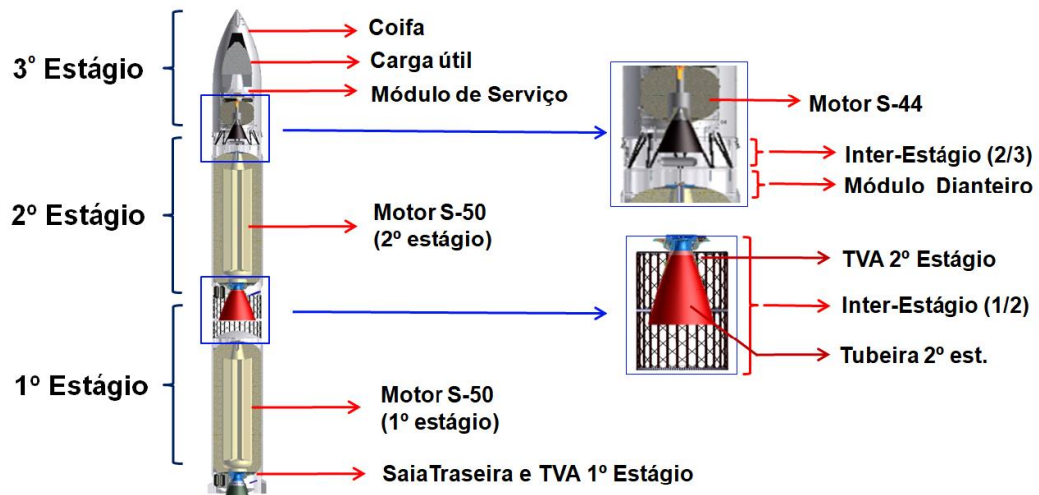 3º Estágio
Coifa
Carga útil
Módulo de Serviço
2º Estágio
Motor S-50
(2º estágio)
1º Estágio
Motor S-50
(1º estágio)
SaiaTraseira e TVA 1º Estágio
Motor S-44
Inter-Estágio (2/3)
Módulo Dianteiro
TVA 2º Estágio
Inter-Estágio (1/2)
Tubeira 2º est.